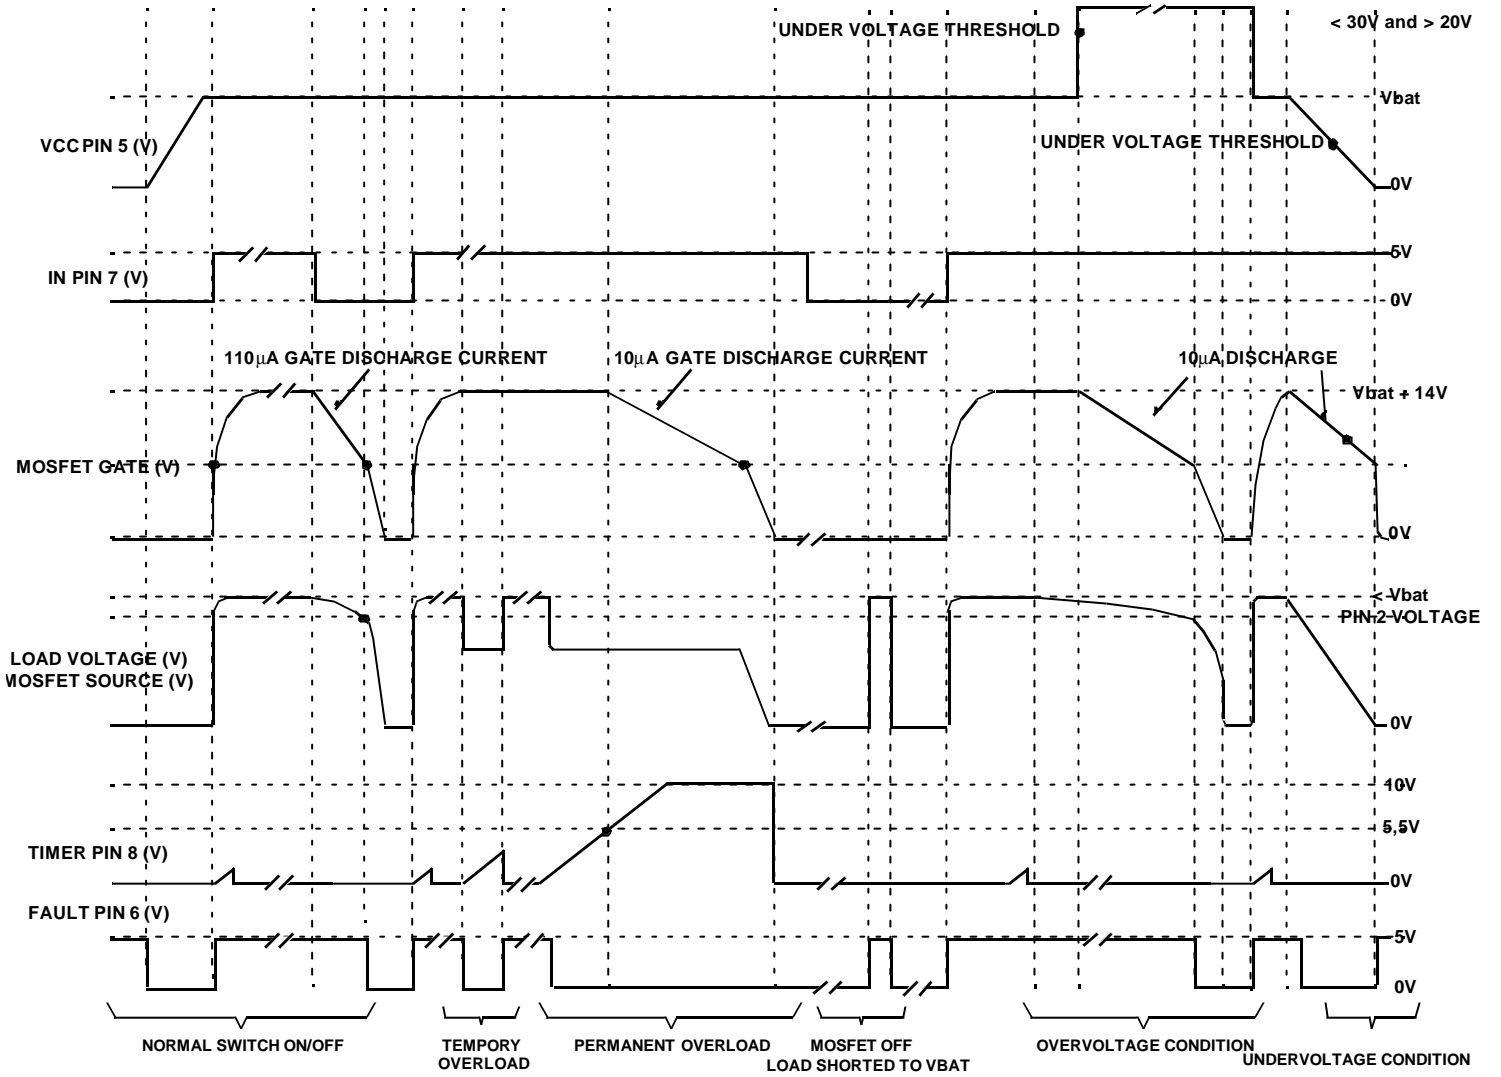 UNDER VOLTAGE THRESHOLD
< 30V and > 20V
Vbat
VCC PIN 5 (V)
UNDER VOLTAGE THRESHOLD
0V
5V
IN PIN 7 (V)
0V
110µA GATE DISCHARGE CURRENT
10µA GATE DISCHARGE CURRENT
10µA DISCHARGE
Vbat + 14V
MOSFET GATE (V)
0V
< Vbat
PIN 2 VOLTAGE
LOAD VOLTAGE (V)
MOSFET SOURCE (V)
0V
10V
5,5V
TIMER PIN 8 (V)
0V
FAULT PIN 6 (V)
5V
0V
NORMAL SWITCH ON/OFF
TEMPORY
OVERLOAD
PERMANENT OVERLOAD
MOSFET OFF
LOAD SHORTED TO VBAT
OVERVOLTAGE CONDITION
UNDERVOLTAGE CONDITION